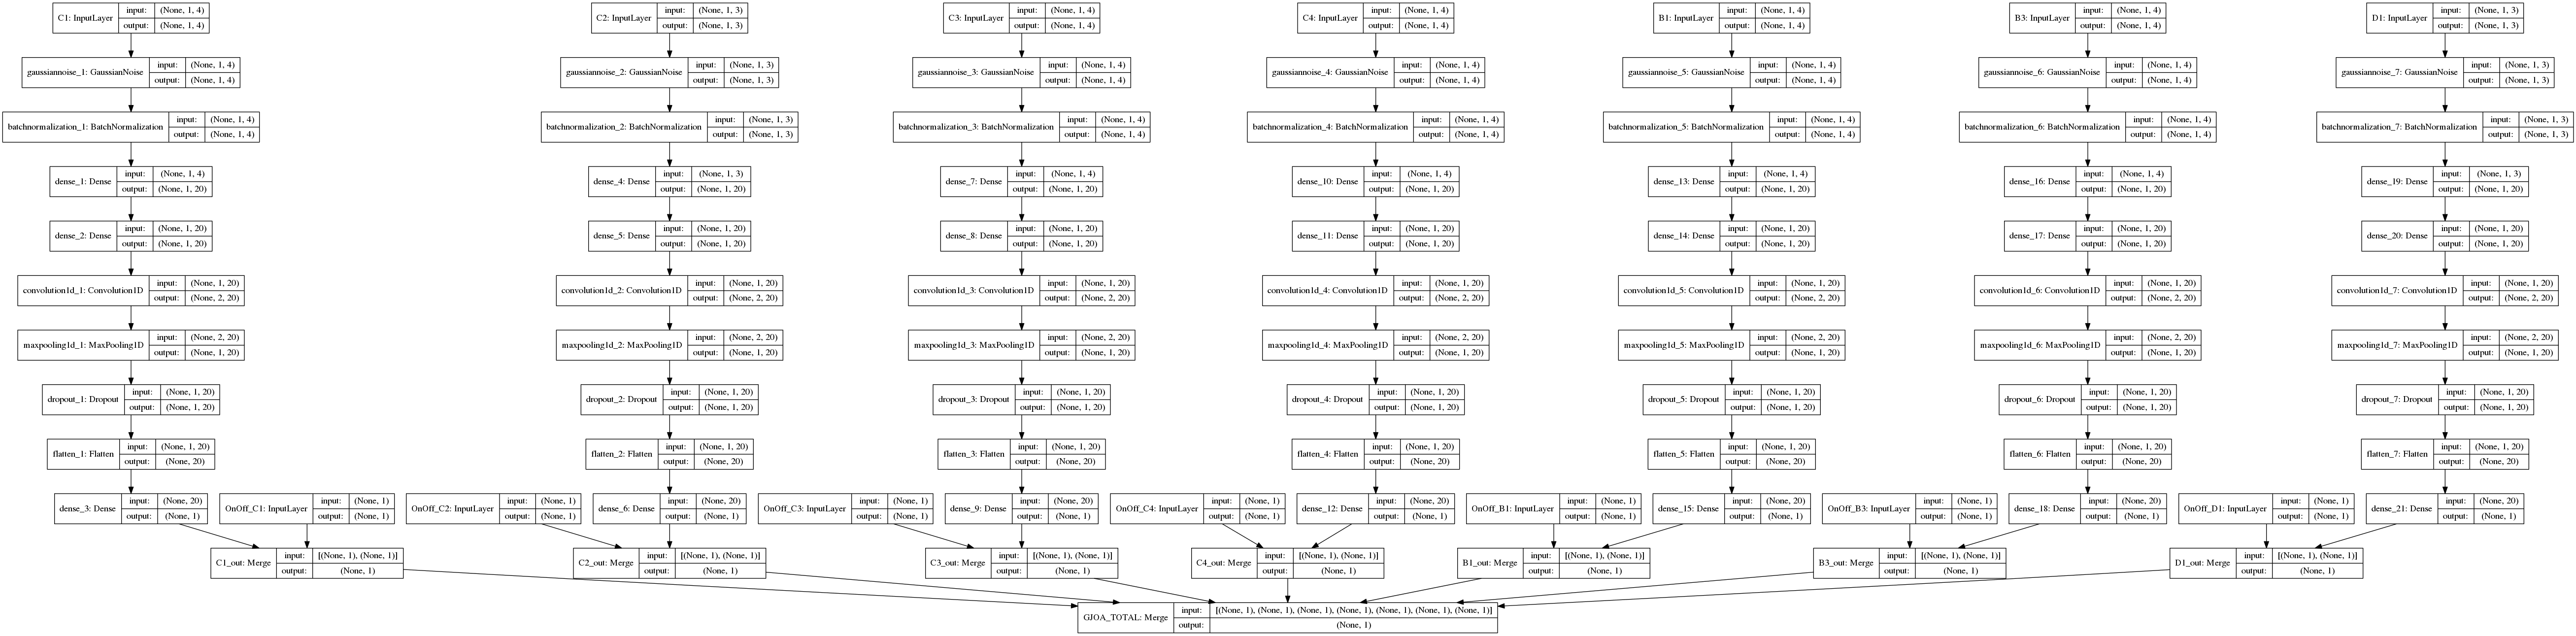 C1: InputLayer input: (None, 1, 4) output: (None, 1, 4)
C2: InputLayer input: (None, 1, 3) output: (None, 1, 3)
C3: InputLayer input: (None, 1, 4) output: (None, 1, 4)
C4: InputLayer input: (None, 1, 4) output: (None, 1, 4)
B1: InputLayer input: (None, 1, 4) output: (None, 1, 4)
B3: InputLayer input: (None, 1, 4) output: (None, 1, 4)
D1: InputLayer input: (None, 1, 3) output: (None, 1, 3)
gaussiannoise_1: GaussianNoise input: (None, 1, 4) output: (None, 1, 4)
gaussiannoise_2: GaussianNoise input: (None, 1, 3) output: (None, 1, 3)
gaussiannoise_3: GaussianNoise input: (None, 1, 4) output: (None, 1, 4)
gaussiannoise_4: GaussianNoise input: (None, 1, 4) output: (None, 1, 4)
gaussiannoise_5: GaussianNoise input: (None, 1, 4) output: (None, 1, 4)
gaussiannoise_6: GaussianNoise input: (None, 1, 4) output: (None, 1, 4)
gaussiannoise_7: GaussianNoise input: (None, 1, 3) output: (None, 1, 3)
batchnormalization_1: BatchNormalization input: (None, 1, 4) output: (None, 1, 4)
batchnormalization_2: BatchNormalization input: (None, 1, 3) output: (None, 1, 3)
batchnormalization_3: BatchNormalization input: (None, 1, 4) output: (None, 1, 4)
batchnormalization_4: BatchNormalization input: (None, 1, 4) output: (None, 1, 4)
batchnormalization_5: BatchNormalization input: (None, 1, 4) output: (None, 1, 4)
batchnormalization_6: BatchNormalization input: (None, 1, 4) output: (None, 1, 4)
batchnormalization_7: BatchNormalization input: (None, 1, 3) output: (None, 1, 3)
dense_1: Dense input: (None, 1, 4) output: (None, 1, 20)
dense_4: Dense input: (None, 1, 3) output: (None, 1, 20)
dense_7: Dense input: (None, 1, 4) output: (None, 1, 20)
dense_10: Dense input: (None, 1, 4) output: (None, 1, 20)
dense_13: Dense input: (None, 1, 4) output: (None, 1, 20)
dense_16: Dense input: (None, 1, 4) output: (None, 1, 20)
dense_19: Dense input: (None, 1, 3) output: (None, 1, 20)
dense_2: Dense input: (None, 1, 20) output: (None, 1, 20)
dense_5: Dense input: (None, 1, 20) output: (None, 1, 20)
dense_8: Dense input: (None, 1, 20) output: (None, 1, 20)
dense_11: Dense input: (None, 1, 20) output: (None, 1, 20)
dense_14: Dense input: (None, 1, 20) output: (None, 1, 20)
dense_17: Dense input: (None, 1, 20) output: (None, 1, 20)
dense_20: Dense input: (None, 1, 20) output: (None, 1, 20)
convolution1d_1: Convolution1D input: (None, 1, 20) output: (None, 2, 20)
convolution1d_2: Convolution1D input: (None, 1, 20) output: (None, 2, 20)
convolution1d_3: Convolution1D input: (None, 1, 20) output: (None, 2, 20)
convolution1d_4: Convolution1D input: (None, 1, 20) output: (None, 2, 20)
convolution1d_5: Convolution1D input: (None, 1, 20) output: (None, 2, 20)
convolution1d_6: Convolution1D input: (None, 1, 20) output: (None, 2, 20)
convolution1d_7: Convolution1D input: (None, 1, 20) output: (None, 2, 20)
maxpooling1d_1: MaxPooling1D input: (None, 2, 20) output: (None, 1, 20)
maxpooling1d_2: MaxPooling1D input: (None, 2, 20) output: (None, 1, 20)
maxpooling1d_3: MaxPooling1D input: (None, 2, 20) output: (None, 1, 20)
maxpooling1d_4: MaxPooling1D input: (None, 2, 20) output: (None, 1, 20)
maxpooling1d_5: MaxPooling1D input: (None, 2, 20) output: (None, 1, 20)
maxpooling1d_6: MaxPooling1D input: (None, 2, 20) output: (None, 1, 20)
maxpooling1d_7: MaxPooling1D input: (None, 2, 20) output: (None, 1, 20)
dropout_1: Dropout input: (None, 1, 20) output: (None, 1, 20)
dropout_2: Dropout input: (None, 1, 20) output: (None, 1, 20)
dropout_3: Dropout input: (None, 1, 20) output: (None, 1, 20)
dropout_4: Dropout input: (None, 1, 20) output: (None, 1, 20)
dropout_5: Dropout input: (None, 1, 20) output: (None, 1, 20)
dropout_6: Dropout input: (None, 1, 20) output: (None, 1, 20)
dropout_7: Dropout input: (None, 1, 20) output: (None, 1, 20)
flatten_1: Flatten input: (None, 1, 20) output: (None, 20)
flatten_2: Flatten input: (None, 1, 20) output: (None, 20)
flatten_3: Flatten input: (None, 1, 20) output: (None, 20)
flatten_4: Flatten input: (None, 1, 20) output: (None, 20)
flatten_5: Flatten input: (None, 1, 20) output: (None, 20)
flatten_6: Flatten input: (None, 1, 20) output: (None, 20)
flatten_7: Flatten input: (None, 1, 20) output: (None, 20)
dense_3: Dense input: (None, 20) output: (None, 1)
OnOff_C1: InputLayer input: (None, 1) output: (None, 1)
OnOff_C2: InputLayer input: (None, 1) output: (None, 1)
dense_6: Dense input: (None, 20) output: (None, 1)
OnOff_C3: InputLayer input: (None, 1) output: (None, 1)
dense_9: Dense input: (None, 20) output: (None, 1)
OnOff_C4: InputLayer input: (None, 1) output: (None, 1)
dense_12: Dense input: (None, 20) output: (None, 1)
OnOff_B1: InputLayer input: (None, 1) output: (None, 1)
dense_15: Dense input: (None, 20) output: (None, 1)
OnOff_B3: InputLayer input: (None, 1) output: (None, 1)
dense_18: Dense input: (None, 20) output: (None, 1)
OnOff_D1: InputLayer input: (None, 1) output: (None, 1)
dense_21: Dense input: (None, 20) output: (None, 1)
C1_out: Merge input: [(None, 1), (None, 1)] output: (None, 1)
C2_out: Merge input: [(None, 1), (None, 1)] output: (None, 1)
C3_out: Merge input: [(None, 1), (None, 1)] output: (None, 1)
C4_out: Merge input: [(None, 1), (None, 1)] output: (None, 1)
B1_out: Merge input: [(None, 1), (None, 1)] output: (None, 1)
B3_out: Merge input: [(None, 1), (None, 1)] output: (None, 1)
D1_out: Merge input: [(None, 1), (None, 1)] output: (None, 1)
GJOA_TOTAL: Merge input: [(None, 1), (None, 1), (None, 1), (None, 1), (None, 1), (None, 1), (None, 1)] output: (None, 1)